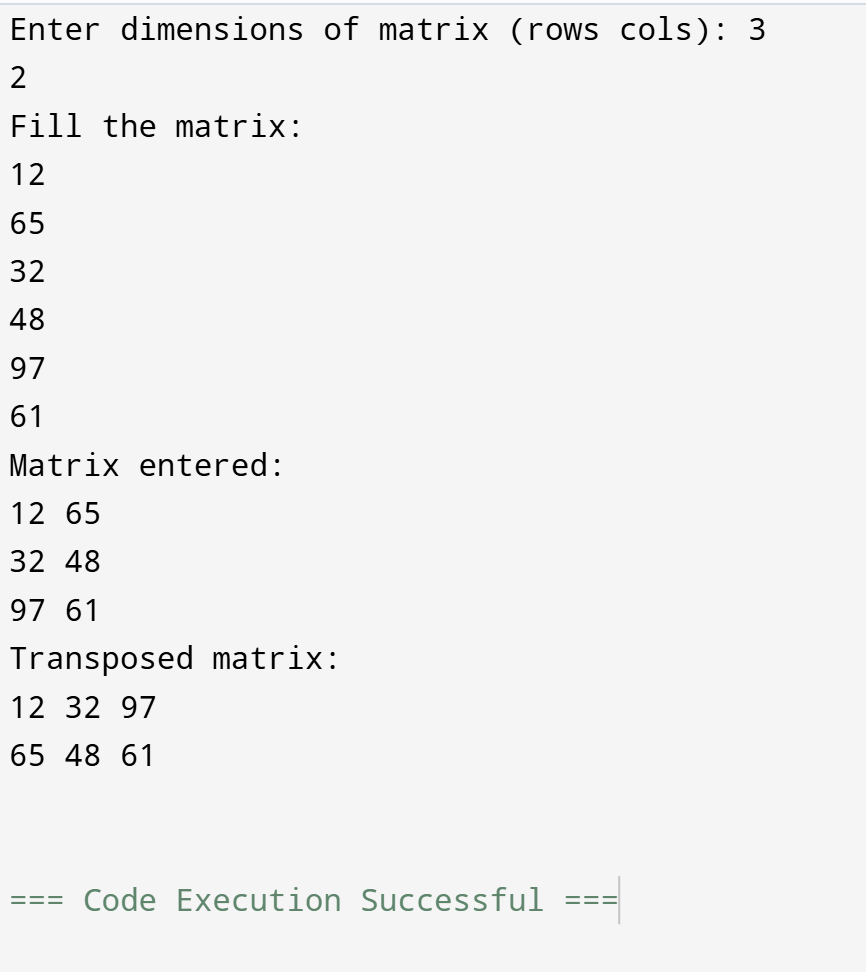 Enter dimensions of matrix (rows cols): 3
2
Fill the matrix:
12
65
32
48
97
61
Matrix entered:
12 65
32 48
97 61
Transposed matrix:
12 32 97
65 48 61
=== Code Execution Successful ===